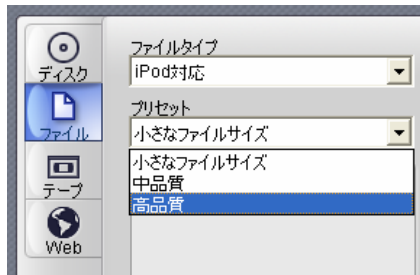 ディスク
ファイル
テープ
Web
ファイルタイプ
iPod対応
プリセット
小さなファイルサイズ
小さなファイルサイズ
中品質
高品質